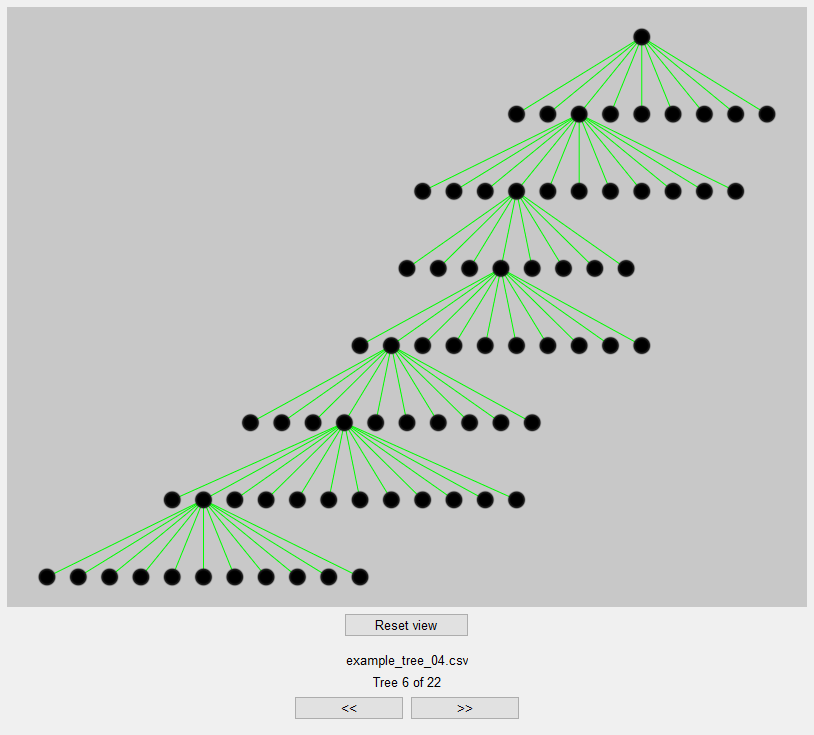 Reset view
example_tree_04.csv
Tree 6 of 22
<< >>